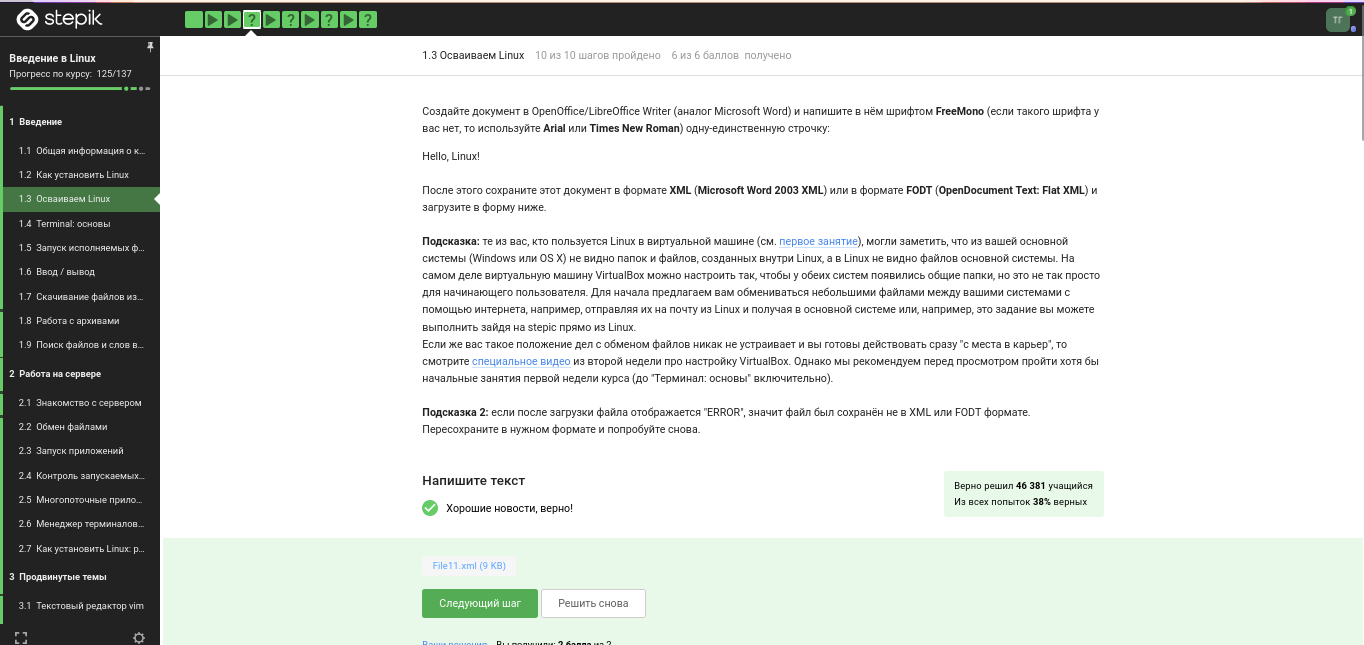 stepik
ТГ
1
Введение в Linux
Прогресс по курсу: 125/137
1 Введение
1.1 Общая информация о к...
1.2 Как установить Linux
1.3 Осваиваем Linux
1.4 Terminal: основы
1.5 Запуск исполняемых ф...
1.6 Ввод / вывод
1.7 Скачивание файлов из...
1.8 Работа с архивами
1.9 Поиск файлов и слов в...
2 Работа на сервере
2.1 Знакомство с сервером
2.2 Обмен файлами
2.3 Запуск приложений
2.4 Контроль запускаемых...
2.5 Многопоточные прило...
2.6 Менеджер терминалов...
2.7 Как установить Linux: р...
3 Продвинутые темы
3.1 Текстовый редактор vim
1.3 Осваиваем Linux 10 из 10 шагов пройдено 6 из 6 баллов получено
Создайте документ в OpenOffice/LibreOffice Writer (аналог Microsoft Word) и напишите в нём шрифтом FreeMono (если такого шрифта у
вас нет, то используйте Arial или Times New Roman) одну-единственную строчку:
Hello, Linux!
После этого сохраните этот документ в формате XML (Microsoft Word 2003 XML) или в формате FODT (OpenDocument Text: Flat XML) и
загрузите в форму ниже.
Подсказка: те из вас, кто пользуется Linux в виртуальной машине (см. первое занятие), могли заметить, что из вашей основной
системы (Windows или OS X) не видно папок и файлов, созданных внутри Linux, а в Linux не видно файлов основной системы. На
самом деле виртуальную машину VirtualBox можно настроить так, чтобы у обеих систем появились общие папки, но это не так просто
для начинающего пользователя. Для начала предлагаем вам обмениваться небольшими файлами между вашими системами с
помощью интернета, например, отправляя их на почту из Linux и получая в основной системе или, например, это задание вы можете
выполнить зайдя на stepic прямо из Linux.
Если же вас такое положение дел с обменом файлов никак не устраивает и вы готовы действовать сразу "с места в карьер", то
смотрите специальное видео из второй недели про настройку VirtualBox. Однако мы рекомендуем перед просмотром пройти хотя бы
начальные занятия первой недели курса (до "Терминал: основы" включительно).
Подсказка 2: если после загрузки файла отображается "ERROR", значит файл был сохранён не в XML или FODT формате.
Пересохраните в нужном формате и попробуйте снова.
Напишите текст
Хорошие новости, верно!
Верно решил 46 381 учащийся
Из всех попыток 38% верных
File11.xml (9 KB)
Следующий шаг
Решить снова
Ваши решения Вы получили: 2 балла из 2